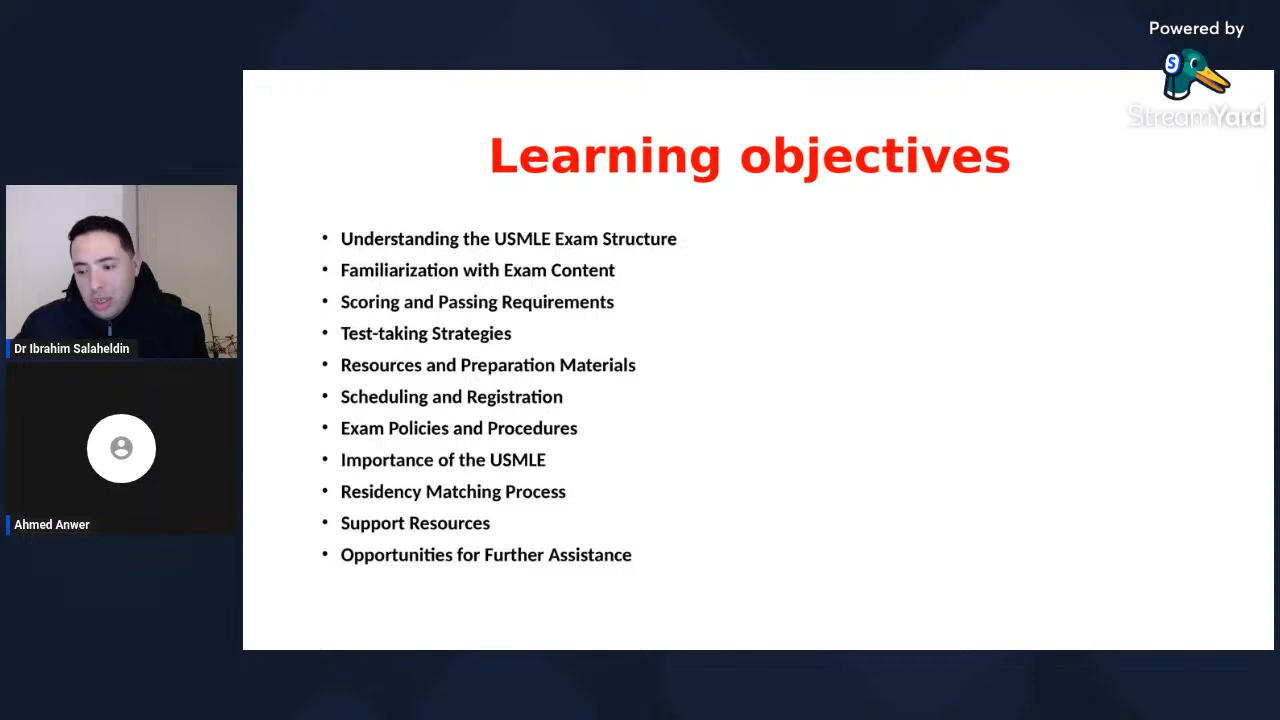 Powered by
StreamYard
Learning objectives
• Understanding the USMLE Exam Structure
• Familiarization with Exam Content
• Scoring and Passing Requirements
• Test-taking Strategies
• Resources and Preparation Materials
• Scheduling and Registration
• Exam Policies and Procedures
• Importance of the USMLE
• Residency Matching Process
• Support Resources
• Opportunities for Further Assistance
Dr Ibrahim Salaheldin
Ahmed Anwer